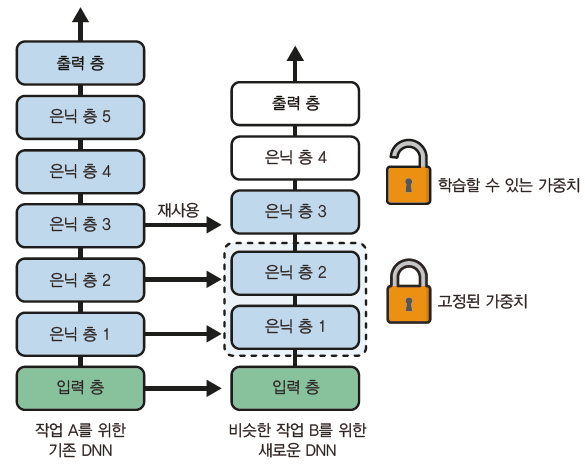 출력 층
은닉 층 5
은닉 층 4
은닉 층 3
은닉 층 2
은닉 층 1
입력 층
작업 A를 위한
기존 DNN
재사용
출력 층
은닉 층 4
은닉 층 3
은닉 층 2
은닉 층 1
입력 층
비슷한 작업 B를 위한
새로운 DNN
학습할 수 있는 가중치
고정된 가중치